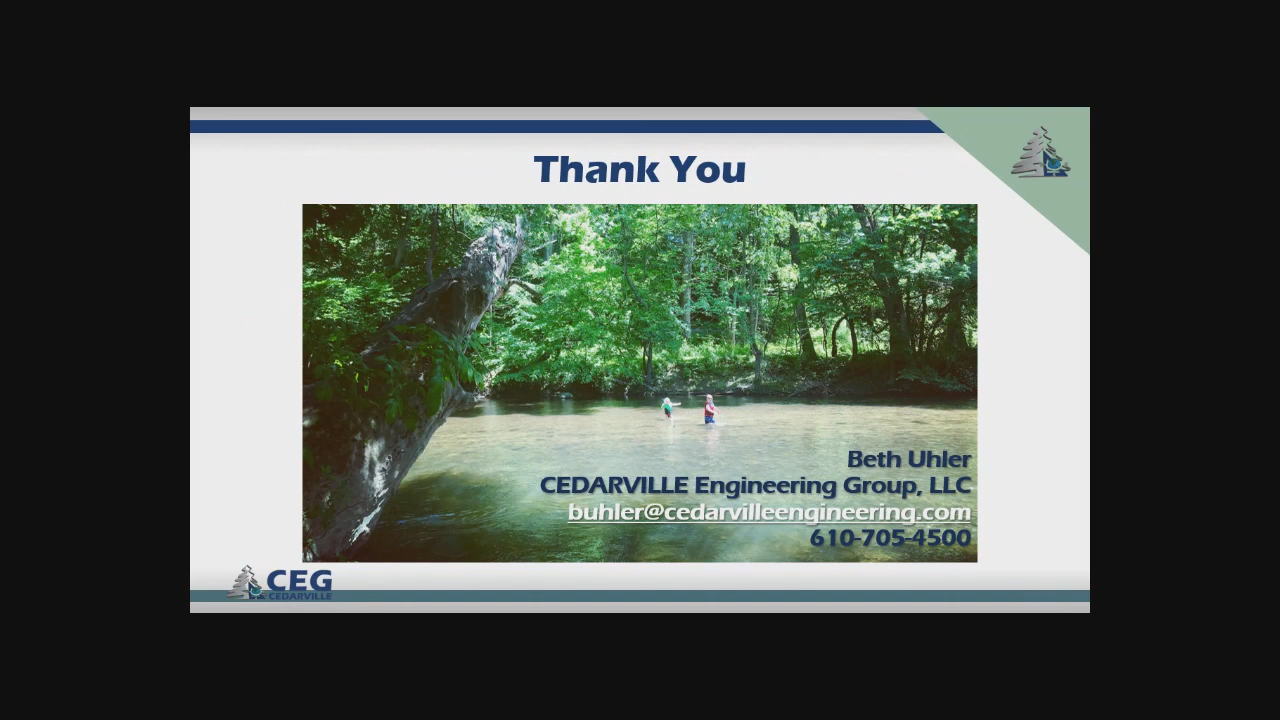 Thank You
Beth Uhler
CEDARVILLE Engineering Group, LLC
buhler@cedarvilleengineering.com
610-705-4500
CEG
CEDARVILLE